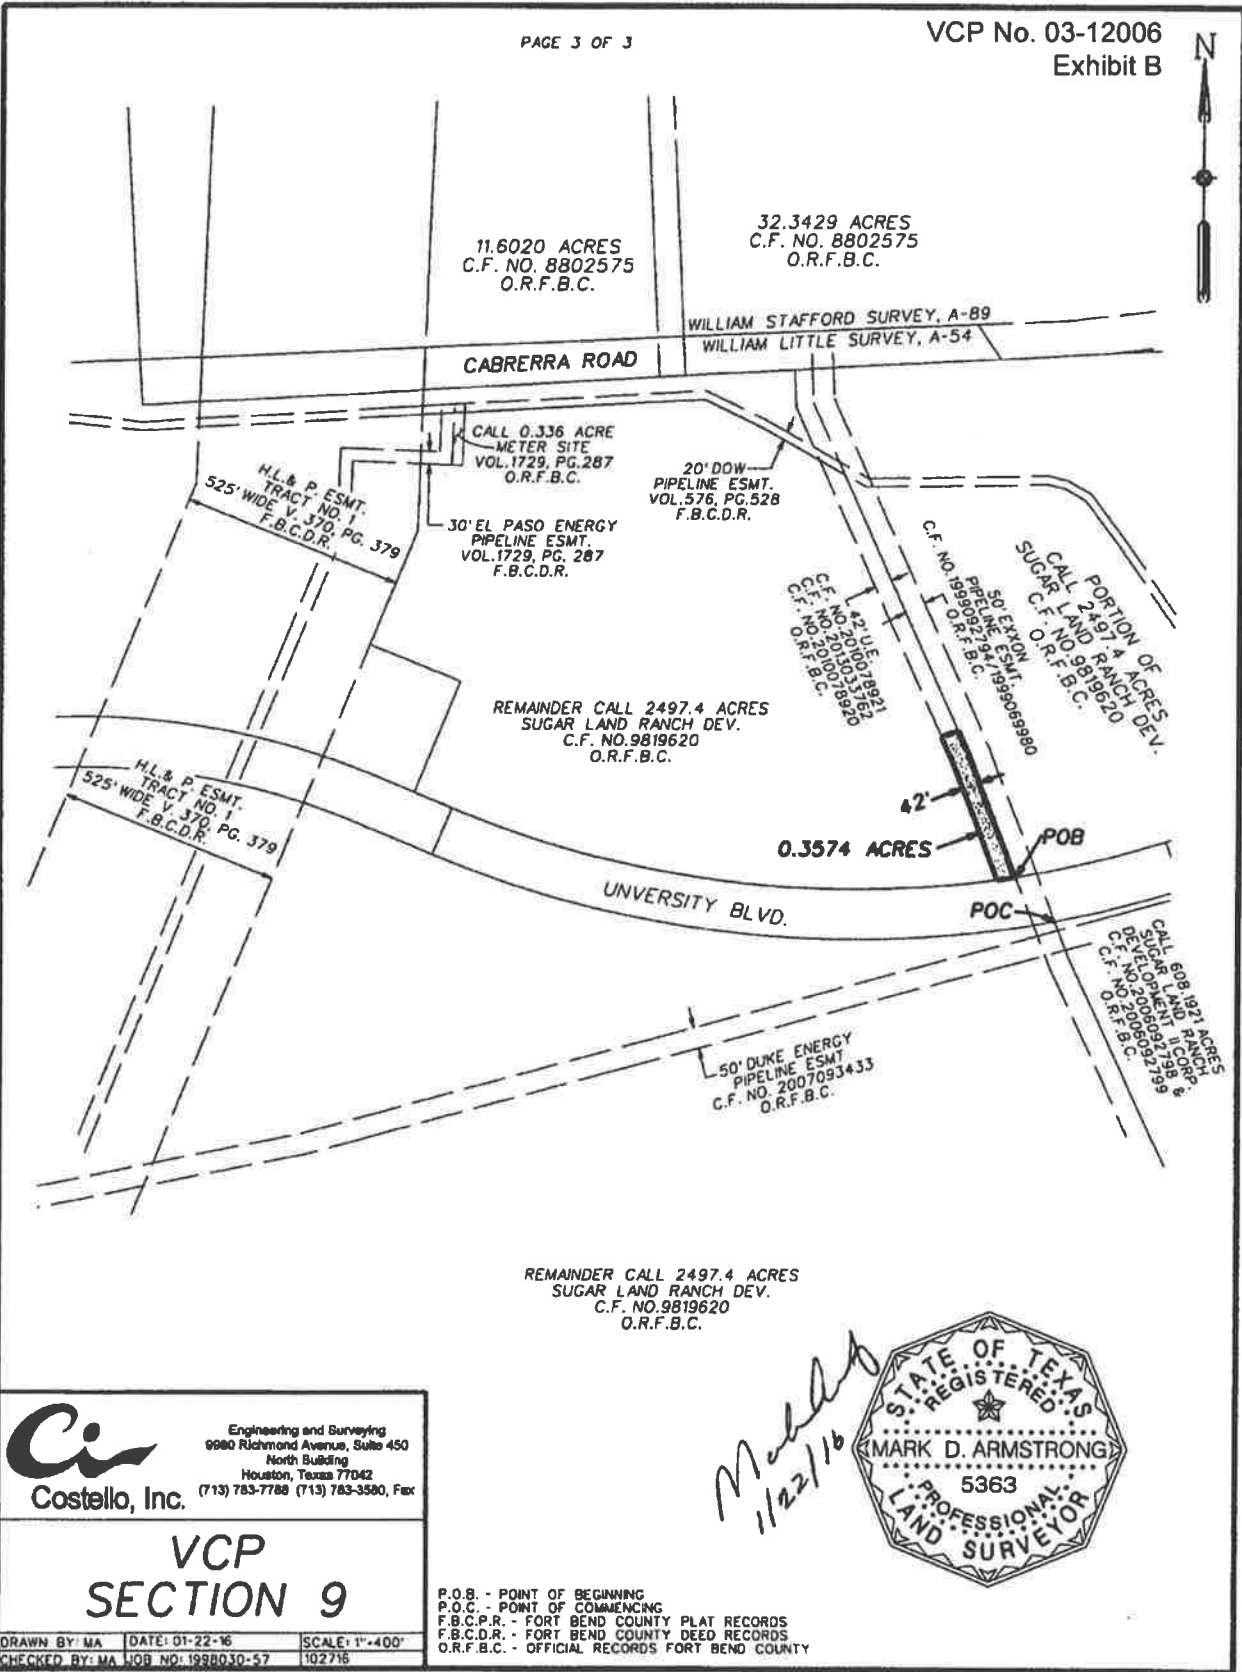 PAGE 3 OF 3
VCP No. 03-12006
Exhibit B
N
11.6020 ACRES
C.F. NO. 8802575
O.R.F.B.C.
32.3429 ACRES
C.F. NO. 8802575
O.R.F.B.C.
WILLIAM STAFFORD SURVEY, A-89
WILLIAM LITTLE SURVEY, A-54
CABRERRA ROAD
CALL 0.336 ACRE
METER SITE
VOL.1729, PG.287
O.R.F.B.C.
20' DOW
PIPELINE ESMT.
VOL.576, PG.528
F.B.C.D.R.
H.L.& P. ESMT.
TRACT NO. 1
525' WIDE V. 370, PG. 379
F.B.C.D.R.
30' EL PASO ENERGY
PIPELINE ESMT.
VOL.1729, PG. 287
F.B.C.D.R.
42' U.E.
C.F. NO.2010078921
C.F. NO.2013033762
C.F. NO.2010078920
O.R.F.B.C.
50' EXXON
PIPELINE ESMT.
C.F. NO.1999092794/1999069980
O.R.F.B.C.
PORTION OF
CALL 2497.4 ACRES
SUGAR LAND RANCH DEV.
C.F. NO.9819620
O.R.F.B.C.
REMAINDER CALL 2497.4 ACRES
SUGAR LAND RANCH DEV.
C.F. NO.9819620
O.R.F.B.C.
H.L.& P. ESMT.
TRACT NO. 1
525' WIDE V. 370, PG. 379
F.B.C.D.R.
42'
0.3574 ACRES
POB
POC
UNVERSITY BLVD.
CALL 608.1921 ACRES
SUGAR LAND RANCH
DEVELOPMENT II CORP.
C.F. NO.2006092798 &
C.F. NO.2006092799
O.R.F.B.C.
50' DUKE ENERGY
PIPELINE ESMT
C.F. NO. 2007093433
O.R.F.B.C.
REMAINDER CALL 2497.4 ACRES
SUGAR LAND RANCH DEV.
C.F. NO.9819620
O.R.F.B.C.
1/22/16
STATE OF TEXAS
REGISTERED
MARK D. ARMSTRONG
5363
PROFESSIONAL
LAND SURVEYOR
Ci
Costello, Inc.
Engineering and Surveying
9990 Richmond Avenue, Suite 450
North Building
Houston, Texas 77042
(713) 783-7788 (713) 783-3580, Fax
VCP
SECTION 9
DRAWN BY: MA DATE: 01-22-16 SCALE: 1"=400'
CHECKED BY: MA JOB NO: 1998030-57 102716
P.O.B. - POINT OF BEGINNING
P.O.C. - POINT OF COMMENCING
F.B.C.P.R. - FORT BEND COUNTY PLAT RECORDS
F.B.C.D.R. - FORT BEND COUNTY DEED RECORDS
O.R.F.B.C. - OFFICIAL RECORDS FORT BEND COUNTY